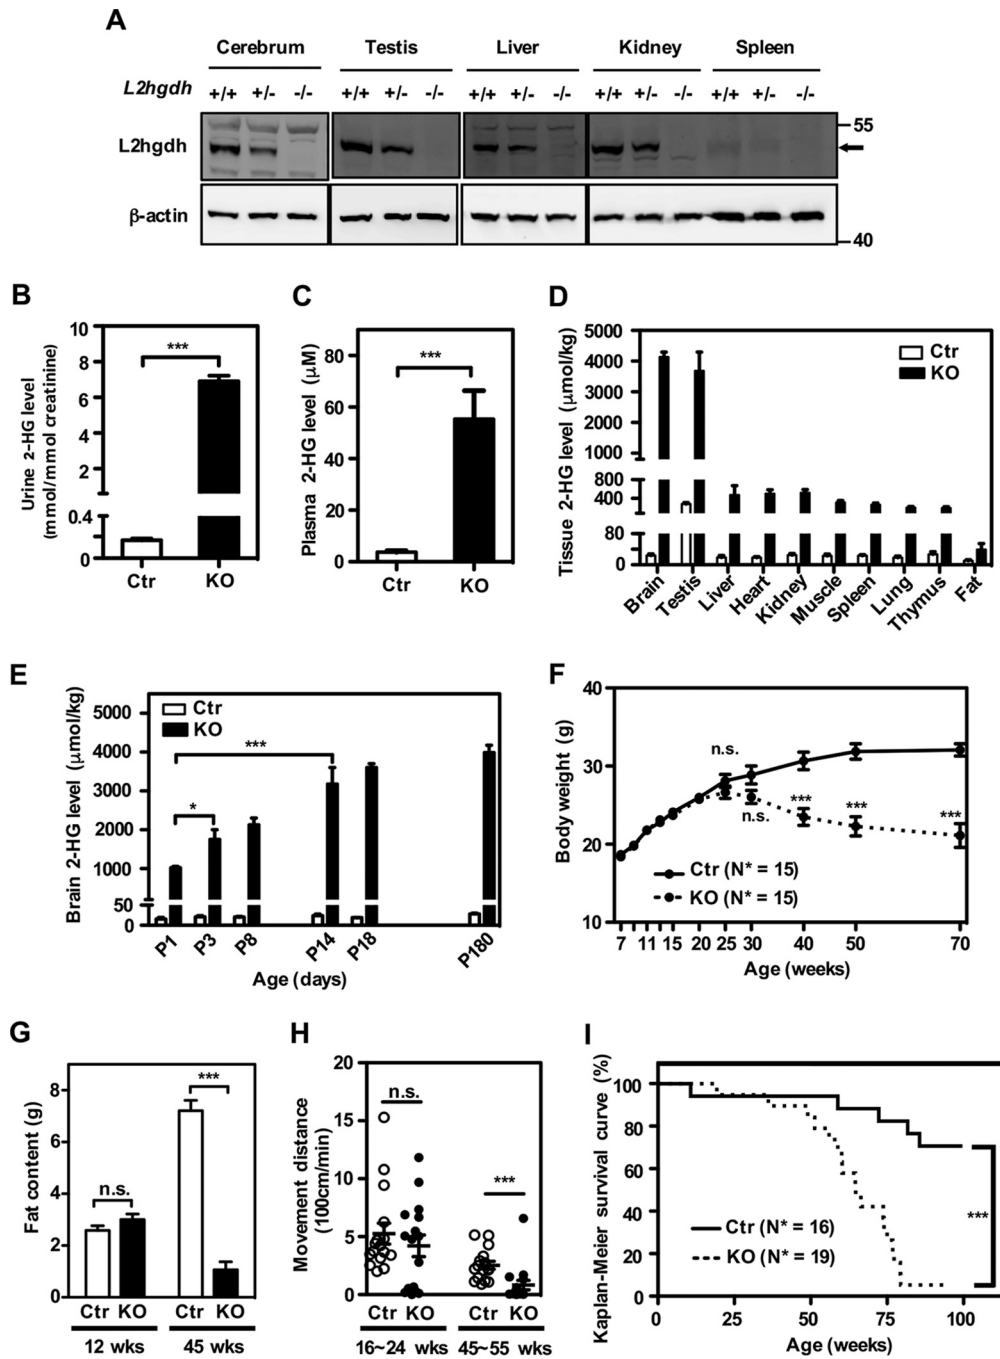 A
Cerebrum Testis Liver Kidney Spleen
L2hgdh +/+ +/- -/- +/+ +/- -/- +/+ +/- -/- +/+ +/- -/- +/+ +/- -/-
L2hgdh
55
β-actin
40
B
Urine 2-HG level
(mmol/mmol creatinine)
10
8
6
4
2
0.4
0
***
Ctr KO
C
Plasma 2-HG level (μM)
80
60
40
20
0
***
Ctr KO
D
Tissue 2-HG level (μmol/kg)
5000
4000
3000
2000
1000
800
400
80
0
Ctr
KO
Brain Testis Liver Heart Kidney Muscle Spleen Lung Thymus Fat
E
Brain 2-HG level (μmol/kg)
5000
4000
3000
2000
1000
50
0
Ctr
KO
***
*
P1 P3 P8 P14 P18 P180
Age (days)
F
Body weight (g)
40
30
20
10
n.s.
n.s.
*** *** ***
Ctr (N* = 15)
KO (N* = 15)
7 11 15 20 25 30 40 50 70
Age (weeks)
G
Fat content (g)
8
6
4
2
0
n.s.
***
Ctr KO Ctr KO
12 wks 45 wks
H
Movement distance
(100cm/min)
20
15
10
5
0
n.s.
***
Ctr KO Ctr KO
16~24 wks 45~55 wks
I
Kaplan-Meier survival curve (%)
100
80
60
40
20
0
Ctr (N* = 16)
KO (N* = 19)
***
0 25 50 75 100
Age (weeks)